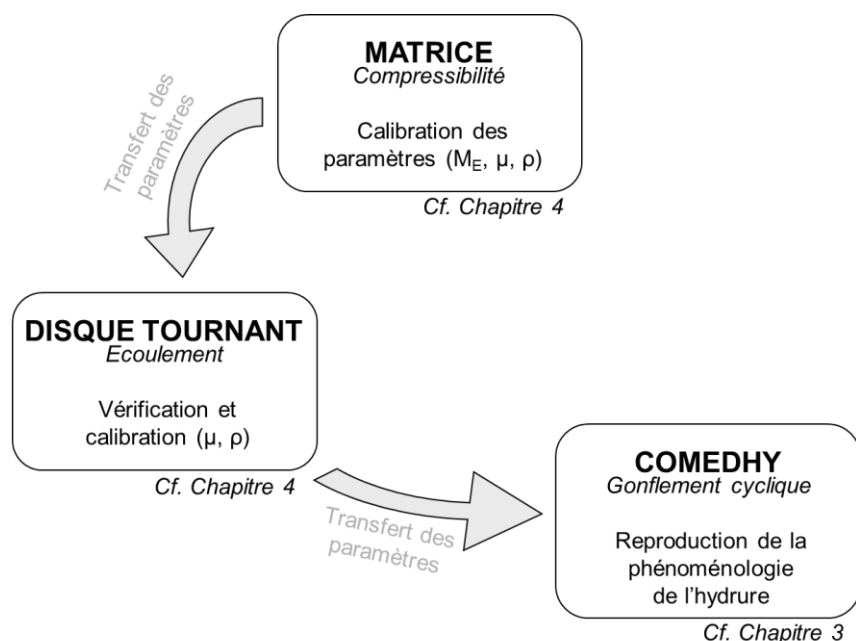 MATRICE
Compressibilité
Calibration des
paramètres (ME, μ, ρ)
Cf. Chapitre 4
Transfert des
paramètres
DISQUE TOURNANT
Ecoulement
Vérification et
calibration (μ, ρ)
Cf. Chapitre 4
Transfert des
paramètres
COMEDHY
Gonflement cyclique
Reproduction de la
phénoménologie
de l'hydrure
Cf. Chapitre 3